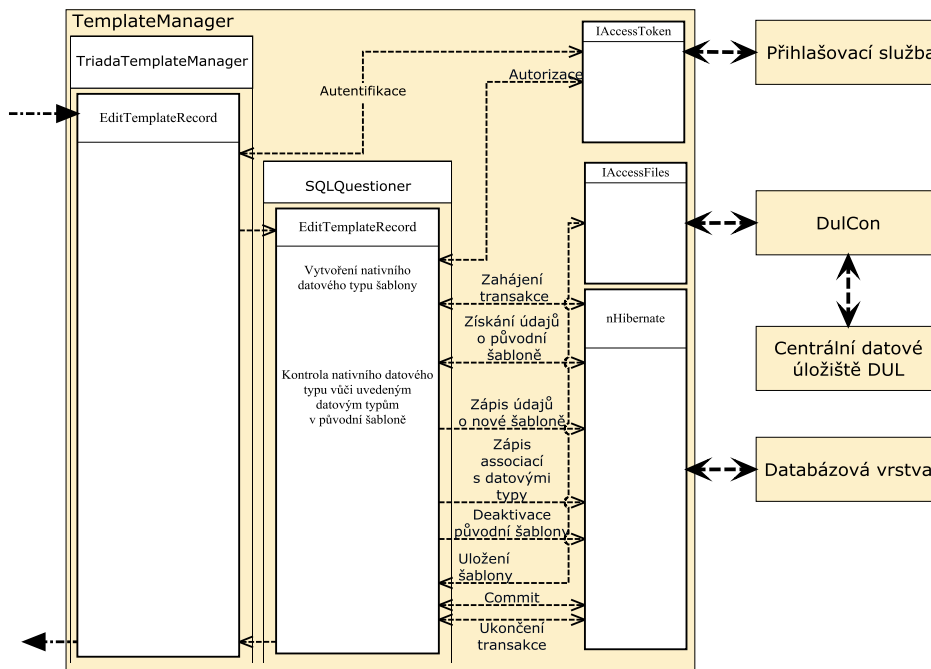 TemplateManager
TriadaTemplateManager
EditTemplateRecord
Autentifikace
Autorizace
IAccessToken
Přihlašovací služba
SQLQuestioner
EditTemplateRecord
Vytvoření nativního
datového typu šablony
Kontrola nativního datového
typu vůči uvedeným
datovým typům
v původní šabloně
IAccessFiles
DulCon
Centrální datové
úložiště DUL
nHibernate
Databázová vrstva
Zahájení
transakce
Získání údajů
o původní
šabloně
Zápis údajů
o nové šabloně
Zápis
associací
s datovými
typy
Deaktivace
původní šablony
Uložení
šablony
Commit
Ukončení
transakce